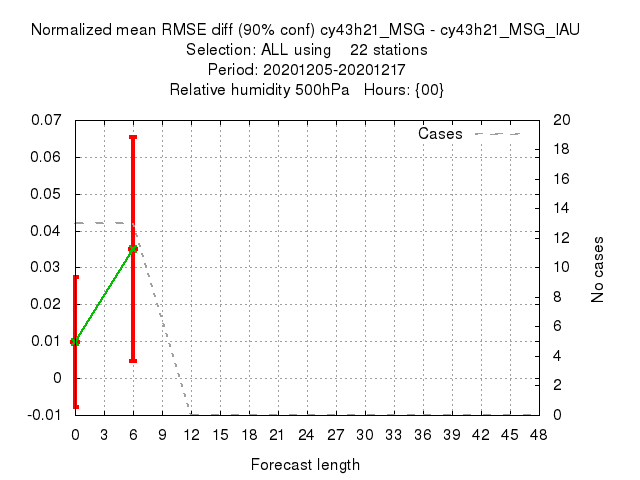 Normalized mean RMSE diff (90% conf) cy43h21_MSG - cy43h21_MSG_IAU
Selection: ALL using    22 stations
Period: 20201205-20201217
Relative humidity 500hPa   Hours: {00}
Cases
0.07
0.06
0.05
0.04
0.03
0.02
0.01
0
-0.01
20
18
16
14
12
10
8
6
4
2
0
No cases
0 3 6 9 12 15 18 21 24 27 30 33 36 39 42 45 48
Forecast length